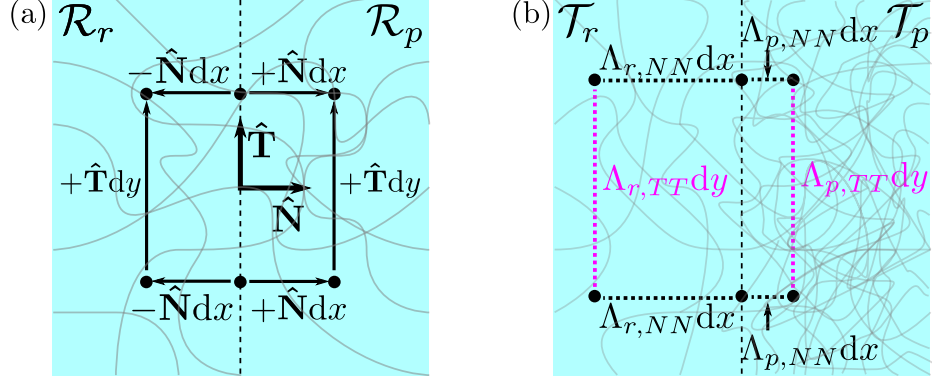 (a)
𝓡_r
𝓡_p
−N̂dx
+N̂dx
T̂
+T̂dy
+T̂dy
N̂
−N̂dx
+N̂dx
(b)
𝓣_r
Λ_{p,NN}dx
𝓣_p
Λ_{r,NN}dx
Λ_{r,TT}dy
Λ_{p,TT}dy
Λ_{r,NN}dx
Λ_{p,NN}dx